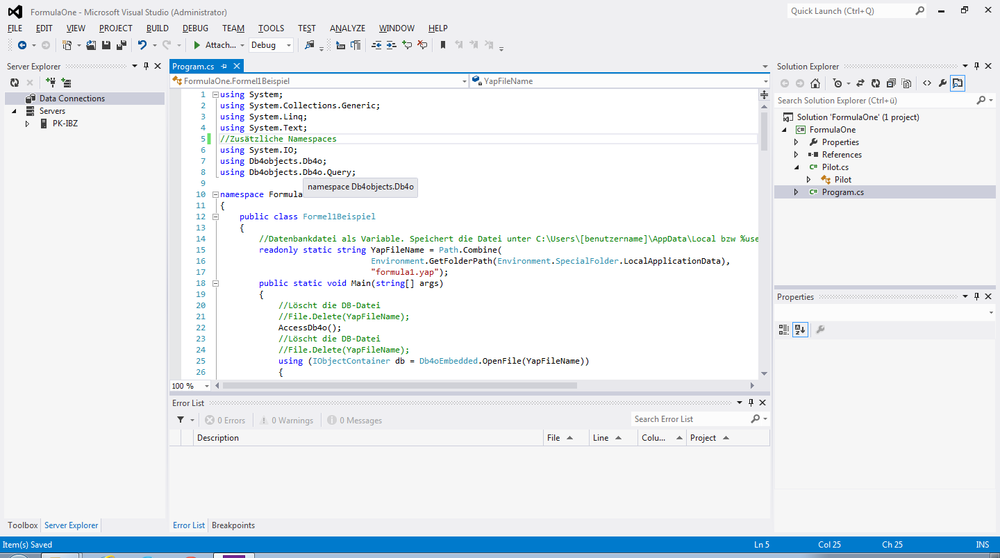 FormulaOne - Microsoft Visual Studio (Administrator)
Quick Launch (Ctrl+Q)
FILE EDIT VIEW PROJECT BUILD DEBUG TEAM TOOLS TEST ANALYZE WINDOW HELP
Attach... Debug
Server Explorer
Data Connections
Servers
PK-IBZ
Program.cs
FormulaOne.Formel1Beispiel
YapFileName
1 using System;
2 using System.Collections.Generic;
3 using System.Linq;
4 using System.Text;
5 //Zusätzliche Namespaces
6 using System.IO;
7 using Db4objects.Db4o;
8 using Db4objects.Db4o.Query;
9
namespace Db4objects.Db4o
10 namespace Formula
11 {
12 public class Formel1Beispiel
13 {
14 //Datenbankdatei als Variable. Speichert die Datei unter C:\Users\[benutzername]\AppData\Local bzw %use
15 readonly static string YapFileName = Path.Combine(
16 Environment.GetFolderPath(Environment.SpecialFolder.LocalApplicationData),
17 "formula1.yap");
18 public static void Main(string[] args)
19 {
20 //Löscht die DB-Datei
21 //File.Delete(YapFileName);
22 AccessDb4o();
23 //Löscht die DB-Datei
24 //File.Delete(YapFileName);
25 using (IObjectContainer db = Db4oEmbedded.OpenFile(YapFileName))
26 {
100 %
Error List
0 Errors 0 Warnings 0 Messages
Search Error List
Description File Line Colu... Project
Toolbox Server Explorer
Error List Breakpoints
Solution Explorer
Search Solution Explorer (Ctrl+ü)
Solution 'FormulaOne' (1 project)
FormulaOne
Properties
References
Pilot.cs
Pilot
Program.cs
Properties
Item(s) Saved
Ln 5 Col 25 Ch 25 INS